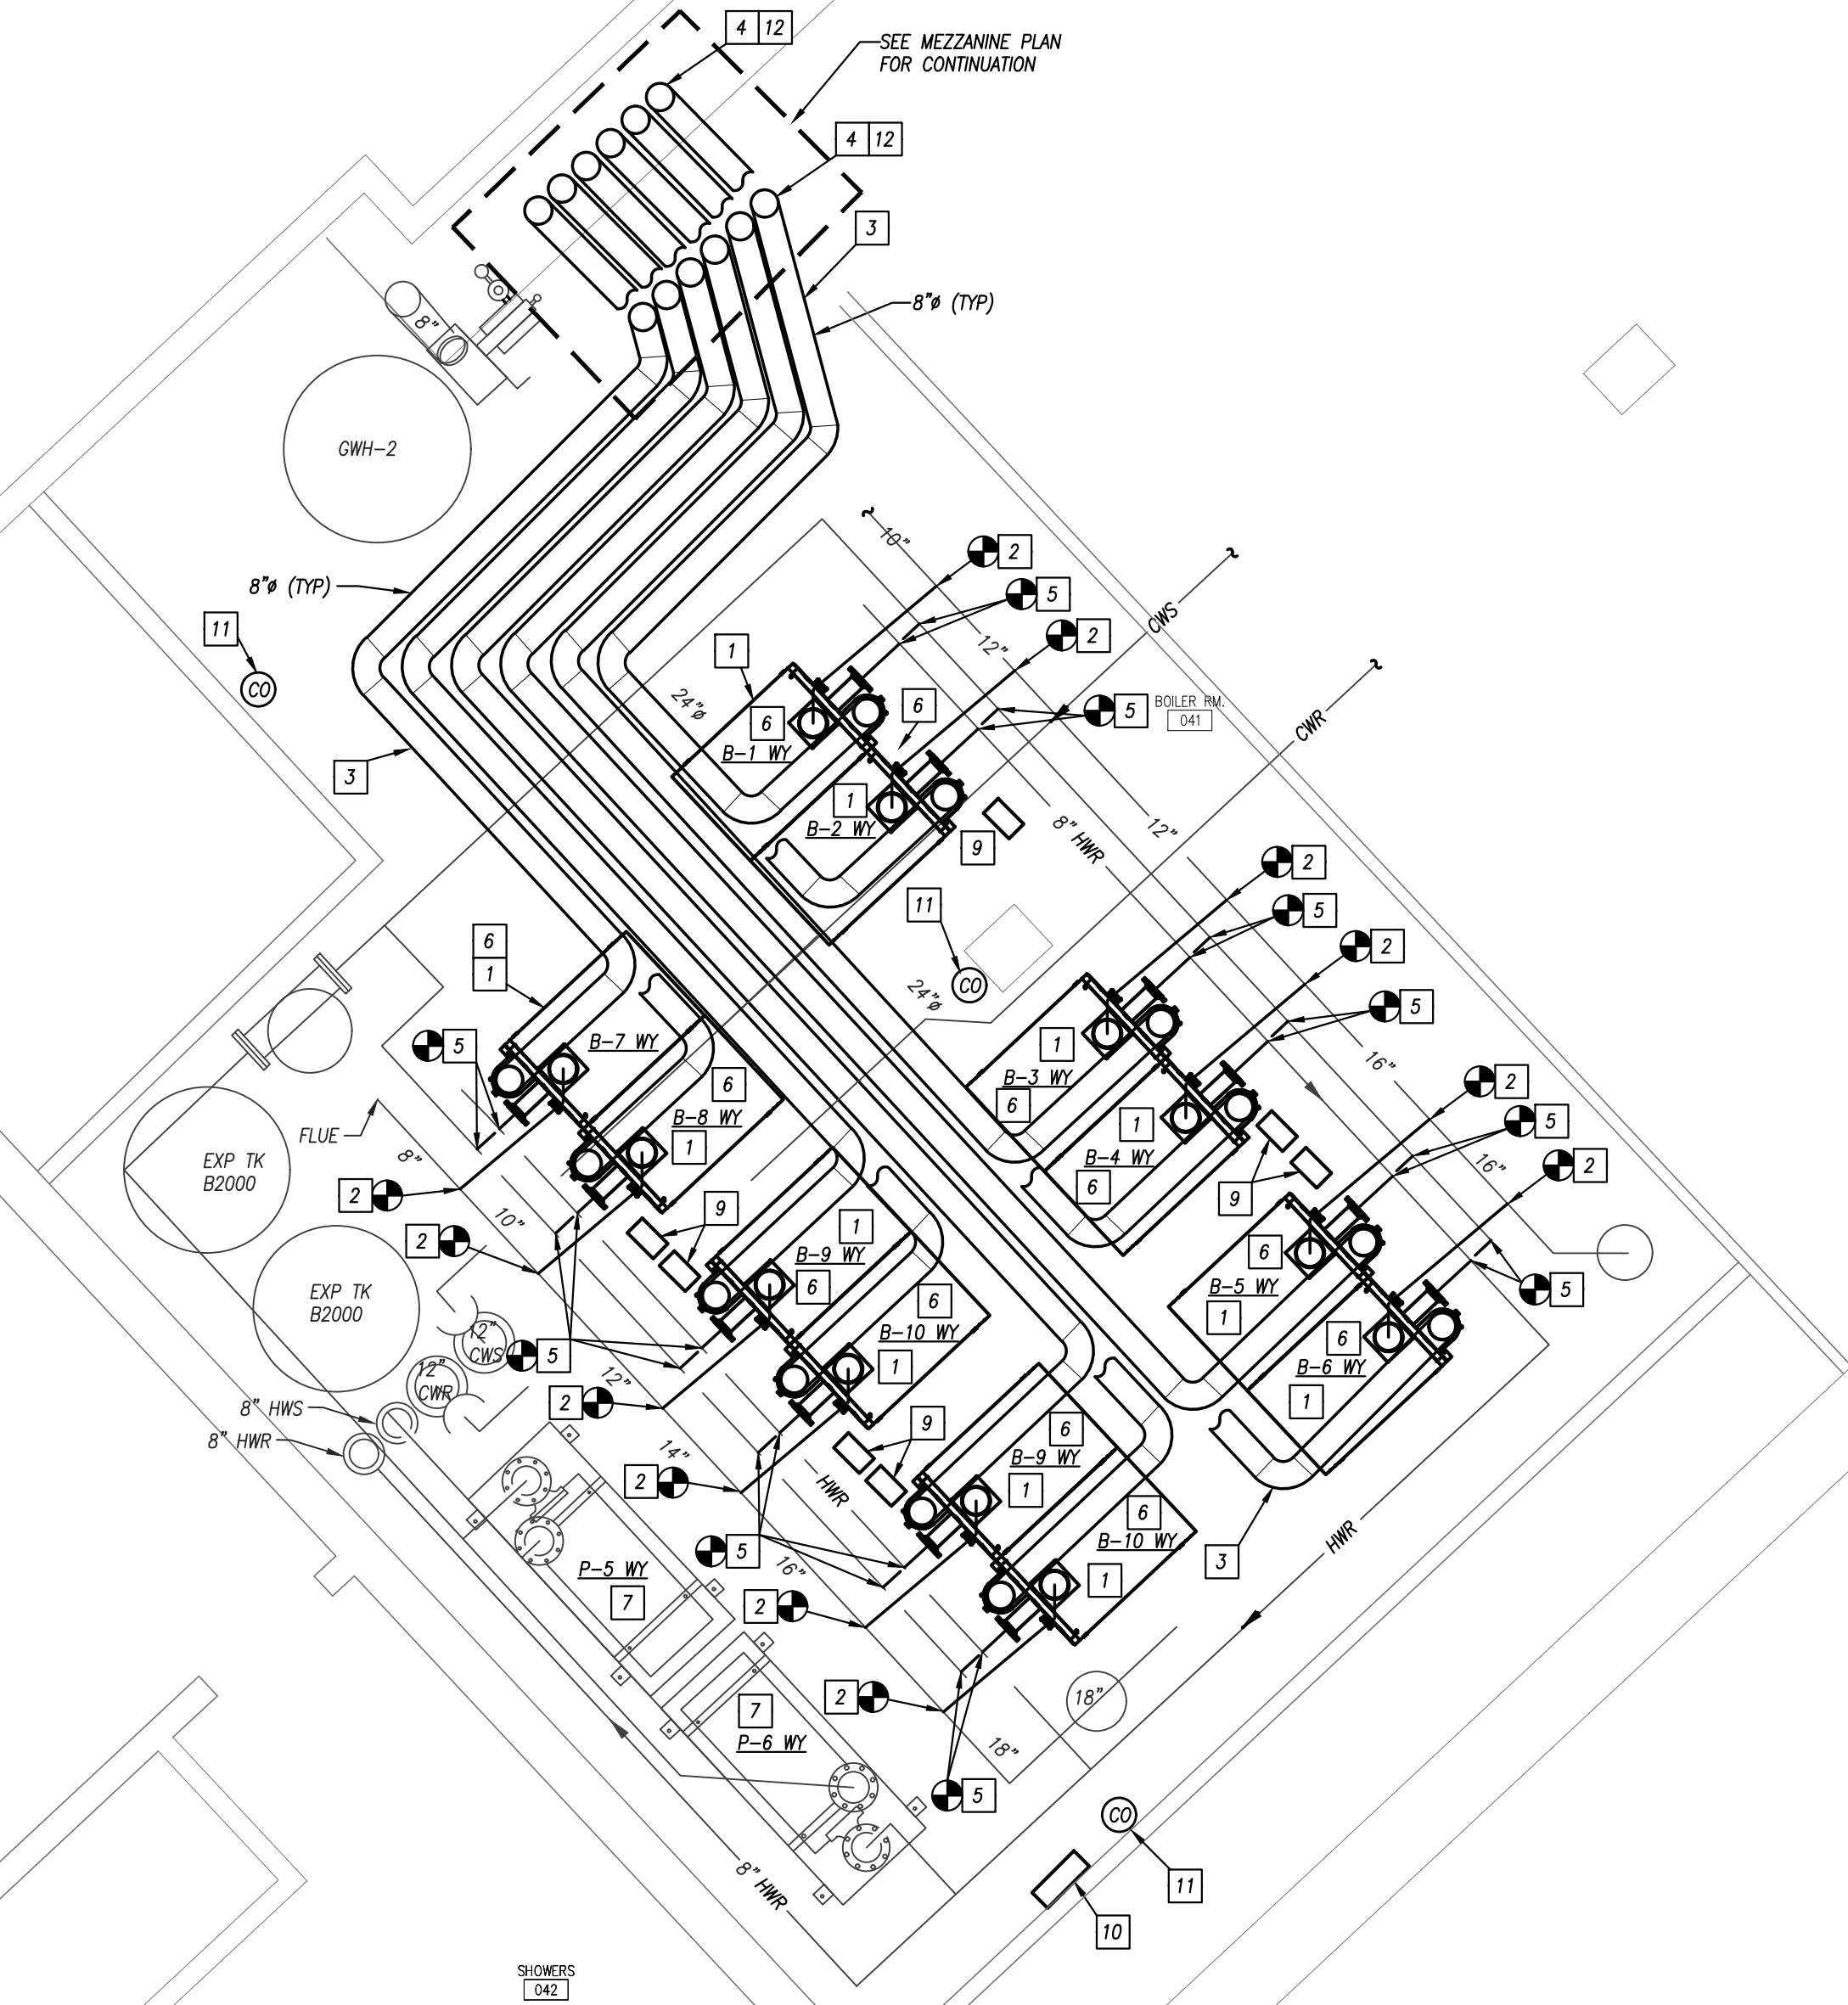 4 12
SEE MEZZANINE PLAN
FOR CONTINUATION
4 12
3
8"ø (TYP)
8"
GWH-2
10"
2
8"ø (TYP)
5
CWS
11
12"
2
1
CO
24"ø
6
6
5
BOILER RM.
041
CWR
B-1 WY
3
1
B-2 WY
8" HWR
12"
9
2
11
5
6
1
2
24"ø
CO
5
B-7 WY
1
5
16"
B-3 WY
6
6
2
B-8 WY
1
5
FLUE
1
B-4 WY
8"
EXP TK
B2000
16"
2
6
2
9
9
10"
1
2
B-9 WY
6
6
B-5 WY
5
EXP TK
B2000
6
1
12"
CWS
B-10 WY
6
5
1
B-6 WY
12"
CWR
12"
2
1
8" HWS
9
6
8" HWR
14"
B-9 WY
2
HWR
1
6
HWR
5
B-10 WY
3
16"
P-5 WY
1
7
2
2
18"
7
P-6 WY
18"
5
CO
8" HWR
11
10
SHOWERS
042